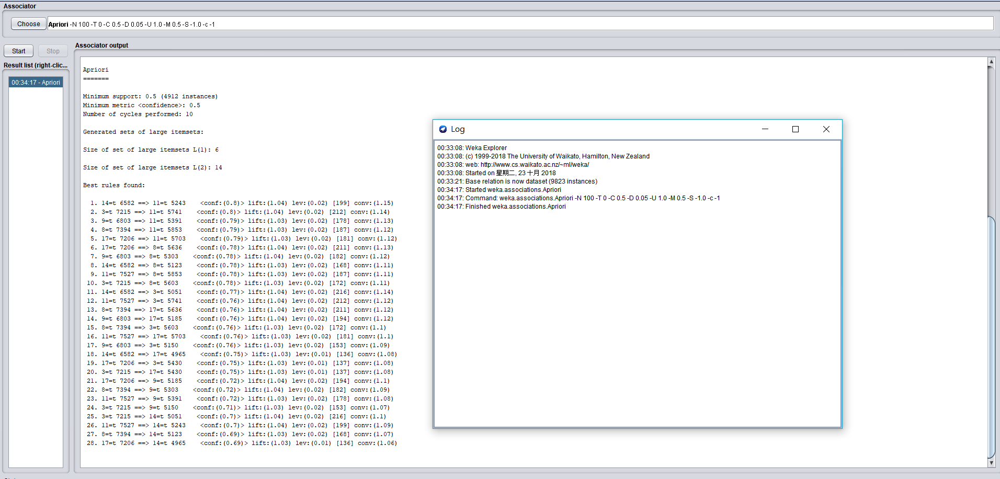 Associator
Choose Apriori -N 100 -T 0 -C 0.5 -D 0.05 -U 1.0 -M 0.5 -S -1.0 -c -1
Start Stop
Associator output
Result list (right-clic...
00:34:17 - Apriori
Apriori
=======
Minimum support: 0.5 (4912 instances)
Minimum metric <confidence>: 0.5
Number of cycles performed: 10
Generated sets of large itemsets:
Size of set of large itemsets L(1): 6
Size of set of large itemsets L(2): 14
Best rules found:
1. 14=t 6582 ==> 11=t 5243 <conf:(0.8)> lift:(1.04) lev:(0.02) [199] conv:(1.15)
2. 3=t 7215 ==> 11=t 5741 <conf:(0.8)> lift:(1.04) lev:(0.02) [212] conv:(1.14)
3. 9=t 6803 ==> 11=t 5391 <conf:(0.79)> lift:(1.03) lev:(0.02) [178] conv:(1.13)
4. 8=t 7394 ==> 11=t 5853 <conf:(0.79)> lift:(1.03) lev:(0.02) [187] conv:(1.12)
5. 17=t 7206 ==> 11=t 5703 <conf:(0.79)> lift:(1.03) lev:(0.02) [181] conv:(1.12)
6. 17=t 7206 ==> 8=t 5636 <conf:(0.78)> lift:(1.04) lev:(0.02) [211] conv:(1.13)
7. 9=t 6803 ==> 8=t 5303 <conf:(0.78)> lift:(1.04) lev:(0.02) [182] conv:(1.12)
8. 14=t 6582 ==> 8=t 5123 <conf:(0.78)> lift:(1.03) lev:(0.02) [168] conv:(1.11)
9. 11=t 7527 ==> 8=t 5853 <conf:(0.78)> lift:(1.03) lev:(0.02) [187] conv:(1.11)
10. 3=t 7215 ==> 8=t 5603 <conf:(0.78)> lift:(1.03) lev:(0.02) [172] conv:(1.11)
11. 14=t 6582 ==> 3=t 5051 <conf:(0.77)> lift:(1.04) lev:(0.02) [216] conv:(1.14)
12. 11=t 7527 ==> 3=t 5741 <conf:(0.76)> lift:(1.04) lev:(0.02) [212] conv:(1.12)
13. 8=t 7394 ==> 17=t 5636 <conf:(0.76)> lift:(1.04) lev:(0.02) [211] conv:(1.12)
14. 9=t 6803 ==> 17=t 5185 <conf:(0.76)> lift:(1.04) lev:(0.02) [194] conv:(1.12)
15. 8=t 7394 ==> 3=t 5603 <conf:(0.76)> lift:(1.03) lev:(0.02) [172] conv:(1.1)
16. 11=t 7527 ==> 17=t 5703 <conf:(0.76)> lift:(1.03) lev:(0.02) [181] conv:(1.1)
17. 9=t 6803 ==> 3=t 5150 <conf:(0.76)> lift:(1.03) lev:(0.02) [153] conv:(1.09)
18. 14=t 6582 ==> 17=t 4965 <conf:(0.75)> lift:(1.03) lev:(0.01) [136] conv:(1.08)
19. 17=t 7206 ==> 3=t 5430 <conf:(0.75)> lift:(1.03) lev:(0.01) [137] conv:(1.08)
20. 3=t 7215 ==> 17=t 5430 <conf:(0.75)> lift:(1.03) lev:(0.01) [137] conv:(1.08)
21. 17=t 7206 ==> 9=t 5185 <conf:(0.72)> lift:(1.04) lev:(0.02) [194] conv:(1.1)
22. 8=t 7394 ==> 9=t 5303 <conf:(0.72)> lift:(1.04) lev:(0.02) [182] conv:(1.09)
23. 11=t 7527 ==> 9=t 5391 <conf:(0.72)> lift:(1.03) lev:(0.02) [178] conv:(1.08)
24. 3=t 7215 ==> 9=t 5150 <conf:(0.71)> lift:(1.03) lev:(0.02) [153] conv:(1.07)
25. 3=t 7215 ==> 14=t 5051 <conf:(0.7)> lift:(1.04) lev:(0.02) [216] conv:(1.1)
26. 11=t 7527 ==> 14=t 5243 <conf:(0.7)> lift:(1.04) lev:(0.02) [199] conv:(1.09)
27. 8=t 7394 ==> 14=t 5123 <conf:(0.69)> lift:(1.03) lev:(0.02) [168] conv:(1.07)
28. 17=t 7206 ==> 14=t 4965 <conf:(0.69)> lift:(1.03) lev:(0.01) [136] conv:(1.06)
Log
00:33:08: Weka Explorer
00:33:08: (c) 1999-2018 The University of Waikato, Hamilton, New Zealand
00:33:08: web: http://www.cs.waikato.ac.nz/~ml/weka/
00:33:08: Started on 星期二, 23 十月 2018
00:33:21: Base relation is now dataset (9823 instances)
00:34:17: Started weka.associations.Apriori
00:34:17: Command: weka.associations.Apriori -N 100 -T 0 -C 0.5 -D 0.05 -U 1.0 -M 0.5 -S -1.0 -c -1
00:34:17: Finished weka.associations.Apriori